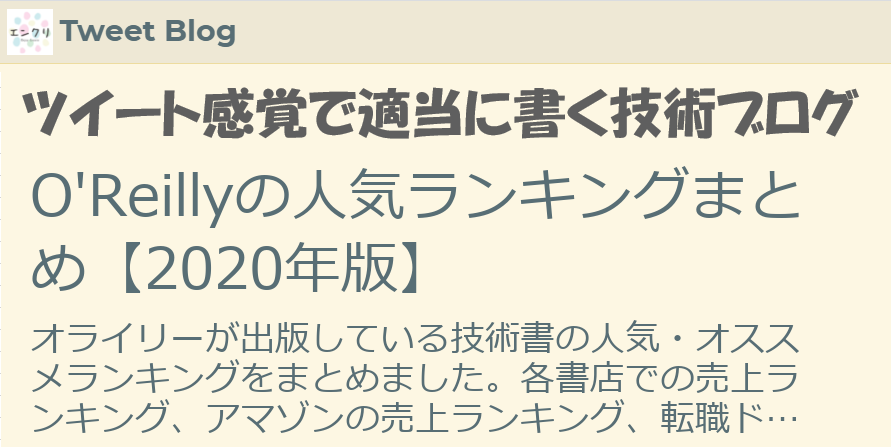 エンクリ
Tweet Blog
ツイート感覚で適当に書く技術ブログ
O'Reillyの人気ランキングまと
め【2020年版】
オライリーが出版している技術書の人気・オスス
メランキングをまとめました。各書店での売上ラ
ンキング、アマゾンの売上ランキング、転職ド…